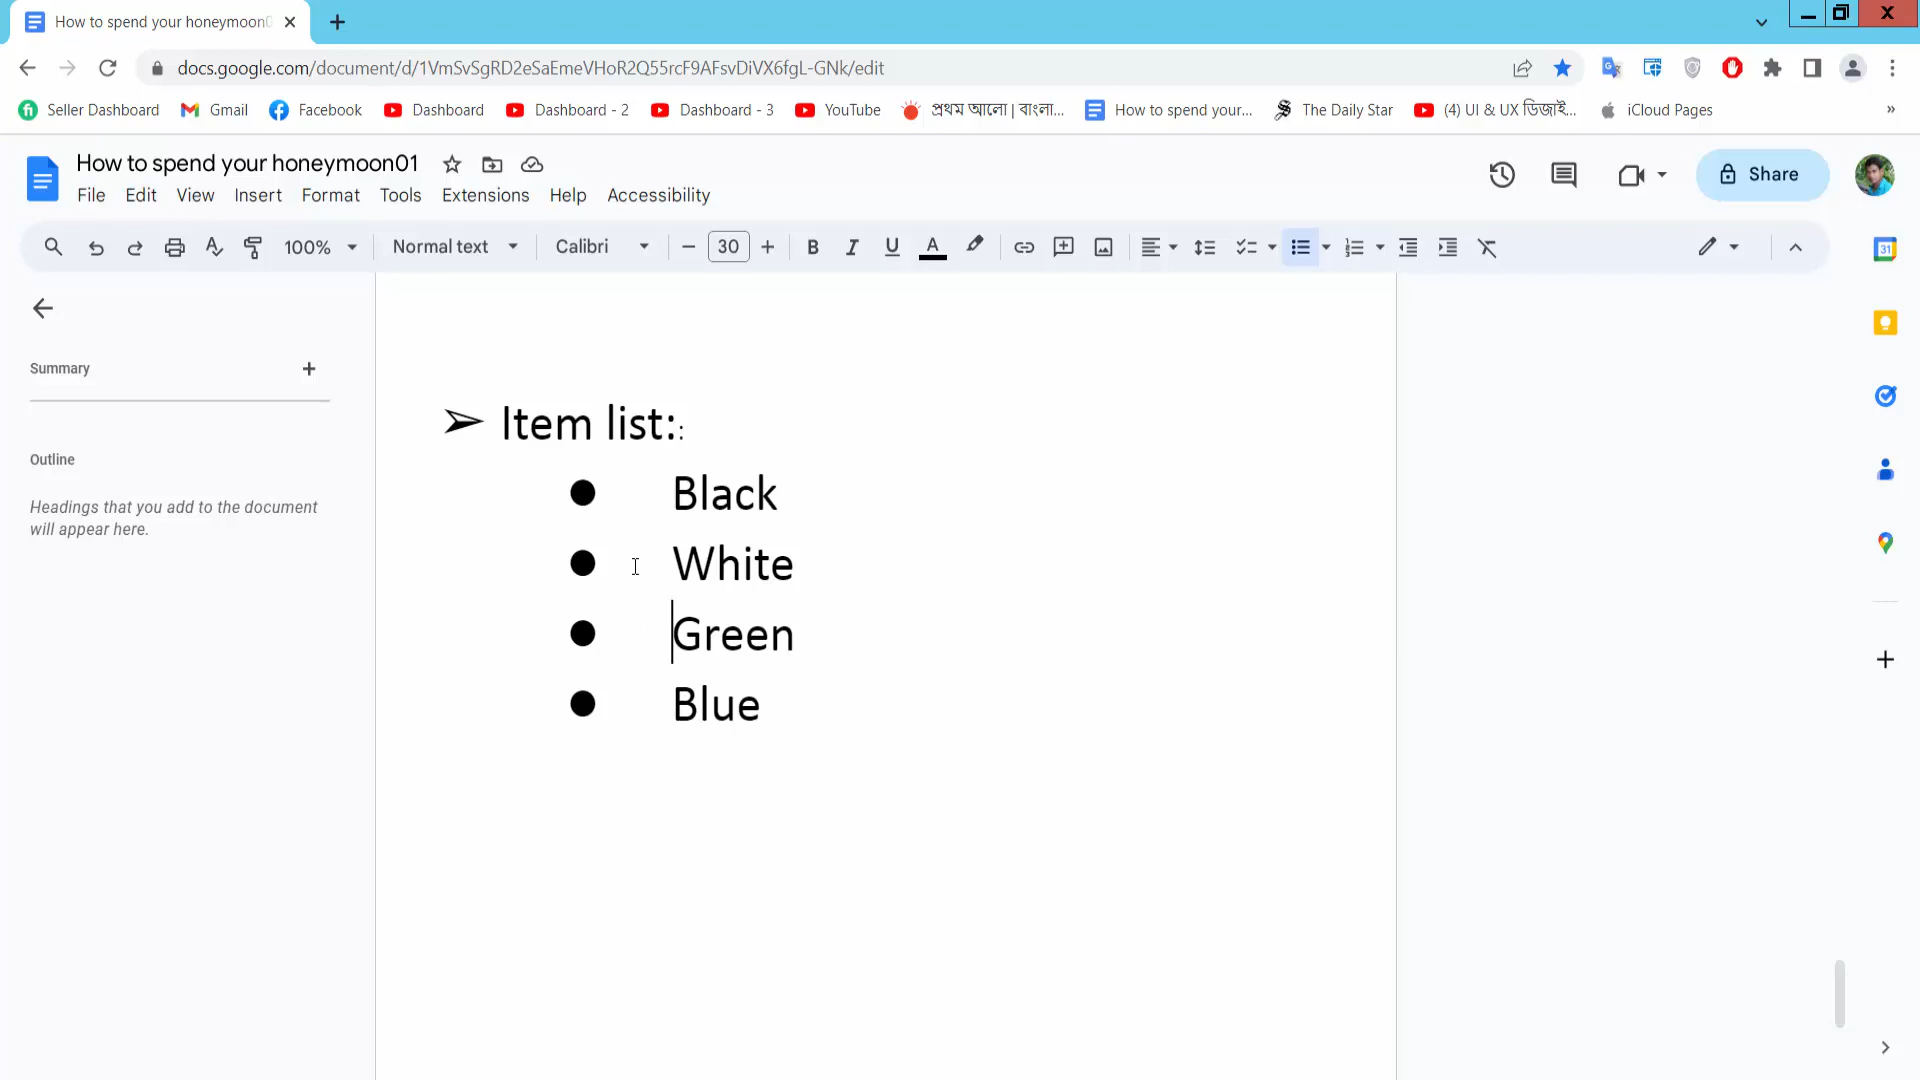 How to spend your honeymoon0
docs.google.com/document/d/1VmSvSgRD2eSaEmeVHoR2Q55rcF9AFsvDiVX6fgL-GNk/edit
Seller Dashboard Gmail Facebook Dashboard Dashboard - 2 Dashboard - 3 YouTube প্রথম আলো | বাংলা... How to spend your... The Daily Star (4) UI & UX ডিজাই... iCloud Pages »
How to spend your honeymoon01
File Edit View Insert Format Tools Extensions Help Accessibility
Share
100% Normal text Calibri − 30 + B I U A
Summary +
Outline
Headings that you add to the document
will appear here.
➢ Item list::
● Black
● White
● Green
● Blue
31